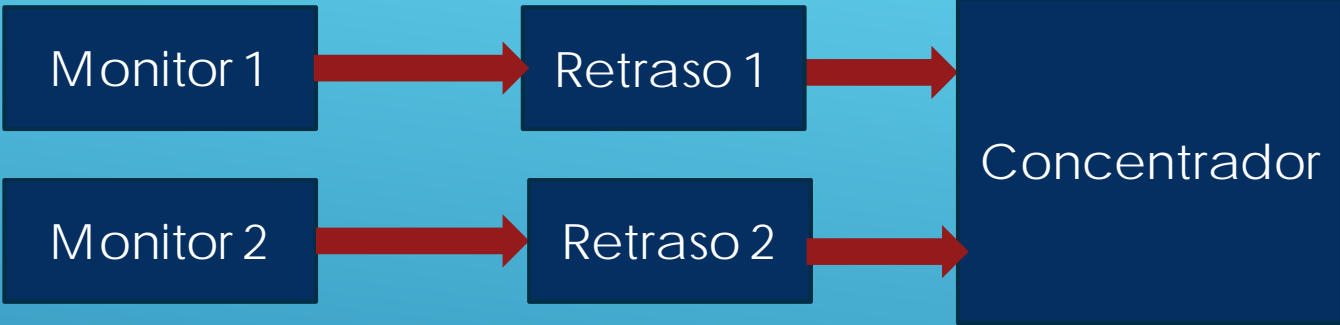 Monitor 1
Retraso 1
Concentrador
Monitor 2
Retraso 2